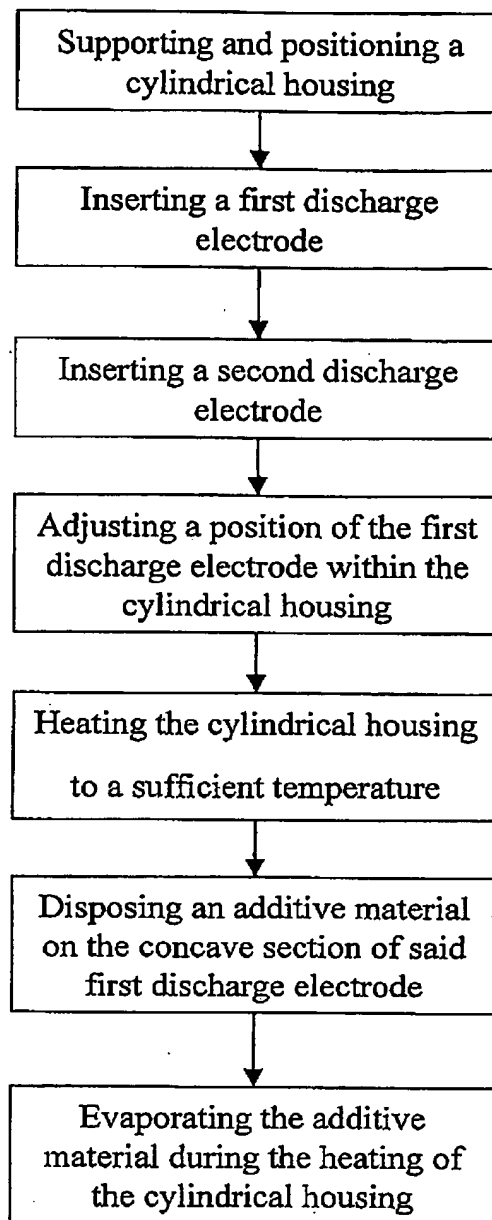 Supporting and positioning a
cylindrical housing
Inserting a first discharge
electrode
Inserting a second discharge
electrode
Adjusting a position of the first
discharge electrode within the
cylindrical housing
Heating the cylindrical housing
to a sufficient temperature
Disposing an additive material
on the concave section of said
first discharge electrode
Evaporating the additive
material during the heating of
the cylindrical housing